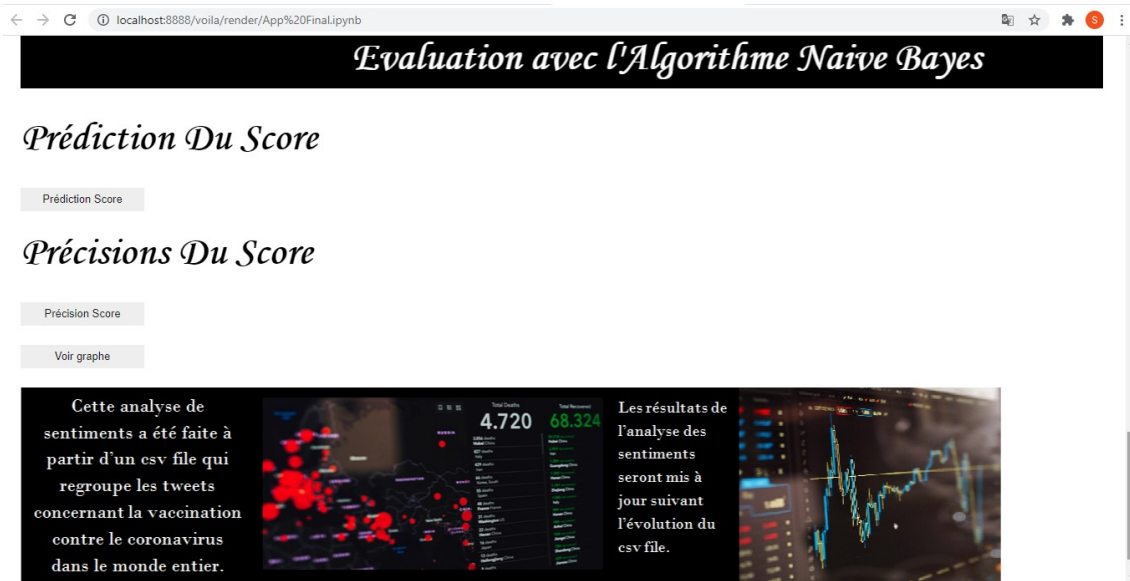 localhost:8888/voila/render/App%20Final.ipynb
S
Evaluation avec l'Algorithme Naive Bayes
Prédiction Du Score
Prédiction Score
Précisions Du Score
Précision Score
Voir graphe
Cette analyse de
sentiments a été faite à
partir d'un csv file qui
regroupe les tweets
concernant la vaccination
contre le coronavirus
dans le monde entier.
Total Deaths
4.720
Total Recovered
68.324
Les résultats de
l'analyse des
sentiments
seront mis à
jour suivant
l'évolution du
csv file.